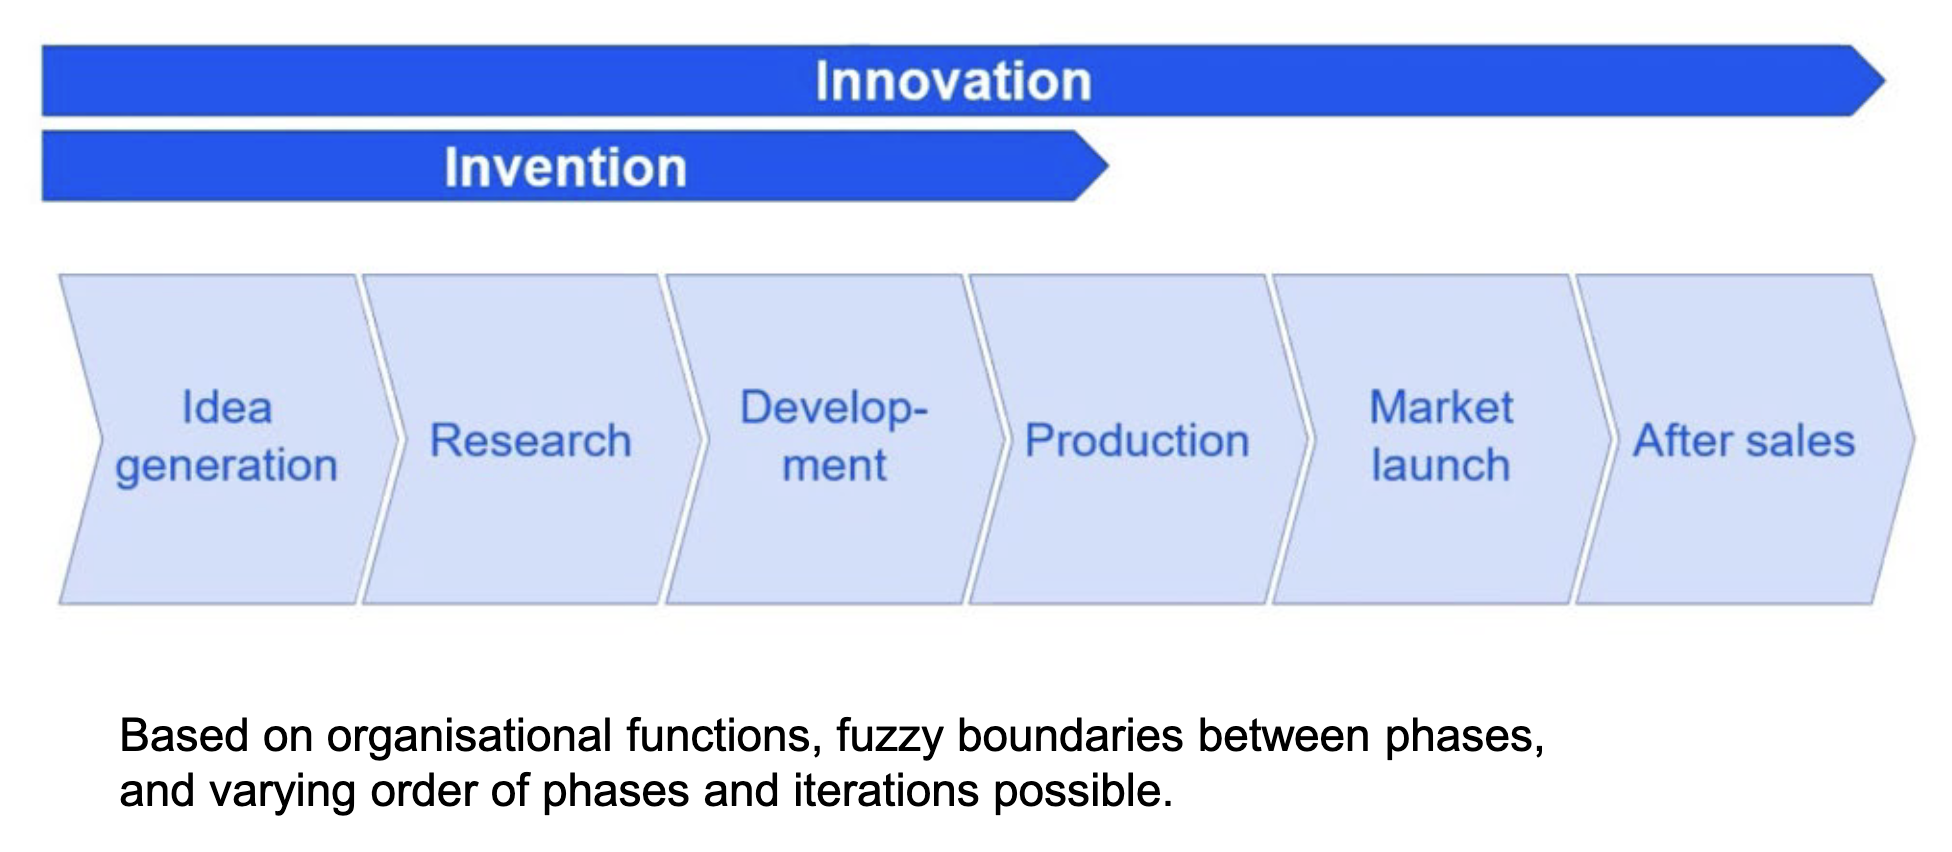 Innovation
Invention
Idea
generation
Research
Develop-
ment
Production
Market
launch
After sales
Based on organisational functions, fuzzy boundaries between phases,
and varying order of phases and iterations possible.